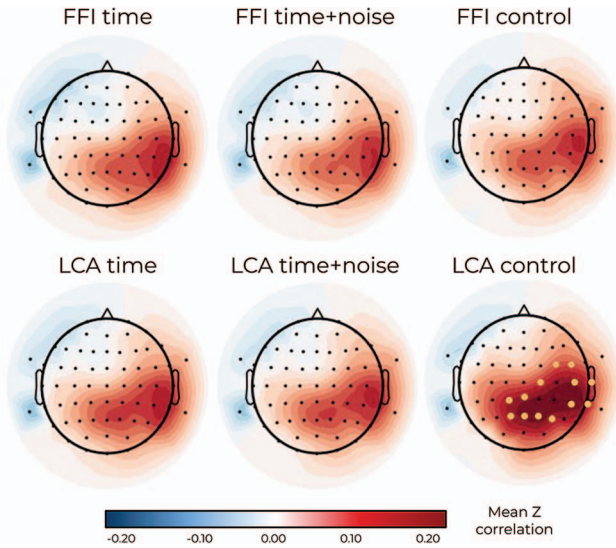 FFI time
FFI time+noise
FFI control
LCA time
LCA time+noise
LCA control
-0.20 -0.10 0.00 0.10 0.20
Mean Z
correlation